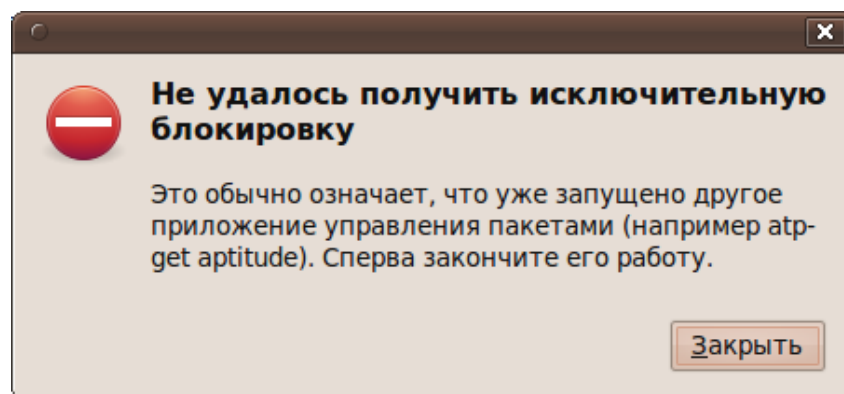 Не удалось получить исключительную
блокировку
Это обычно означает, что уже запущено другое
приложение управления пакетами (например atp-
get aptitude). Сперва закончите его работу.
Закрыть